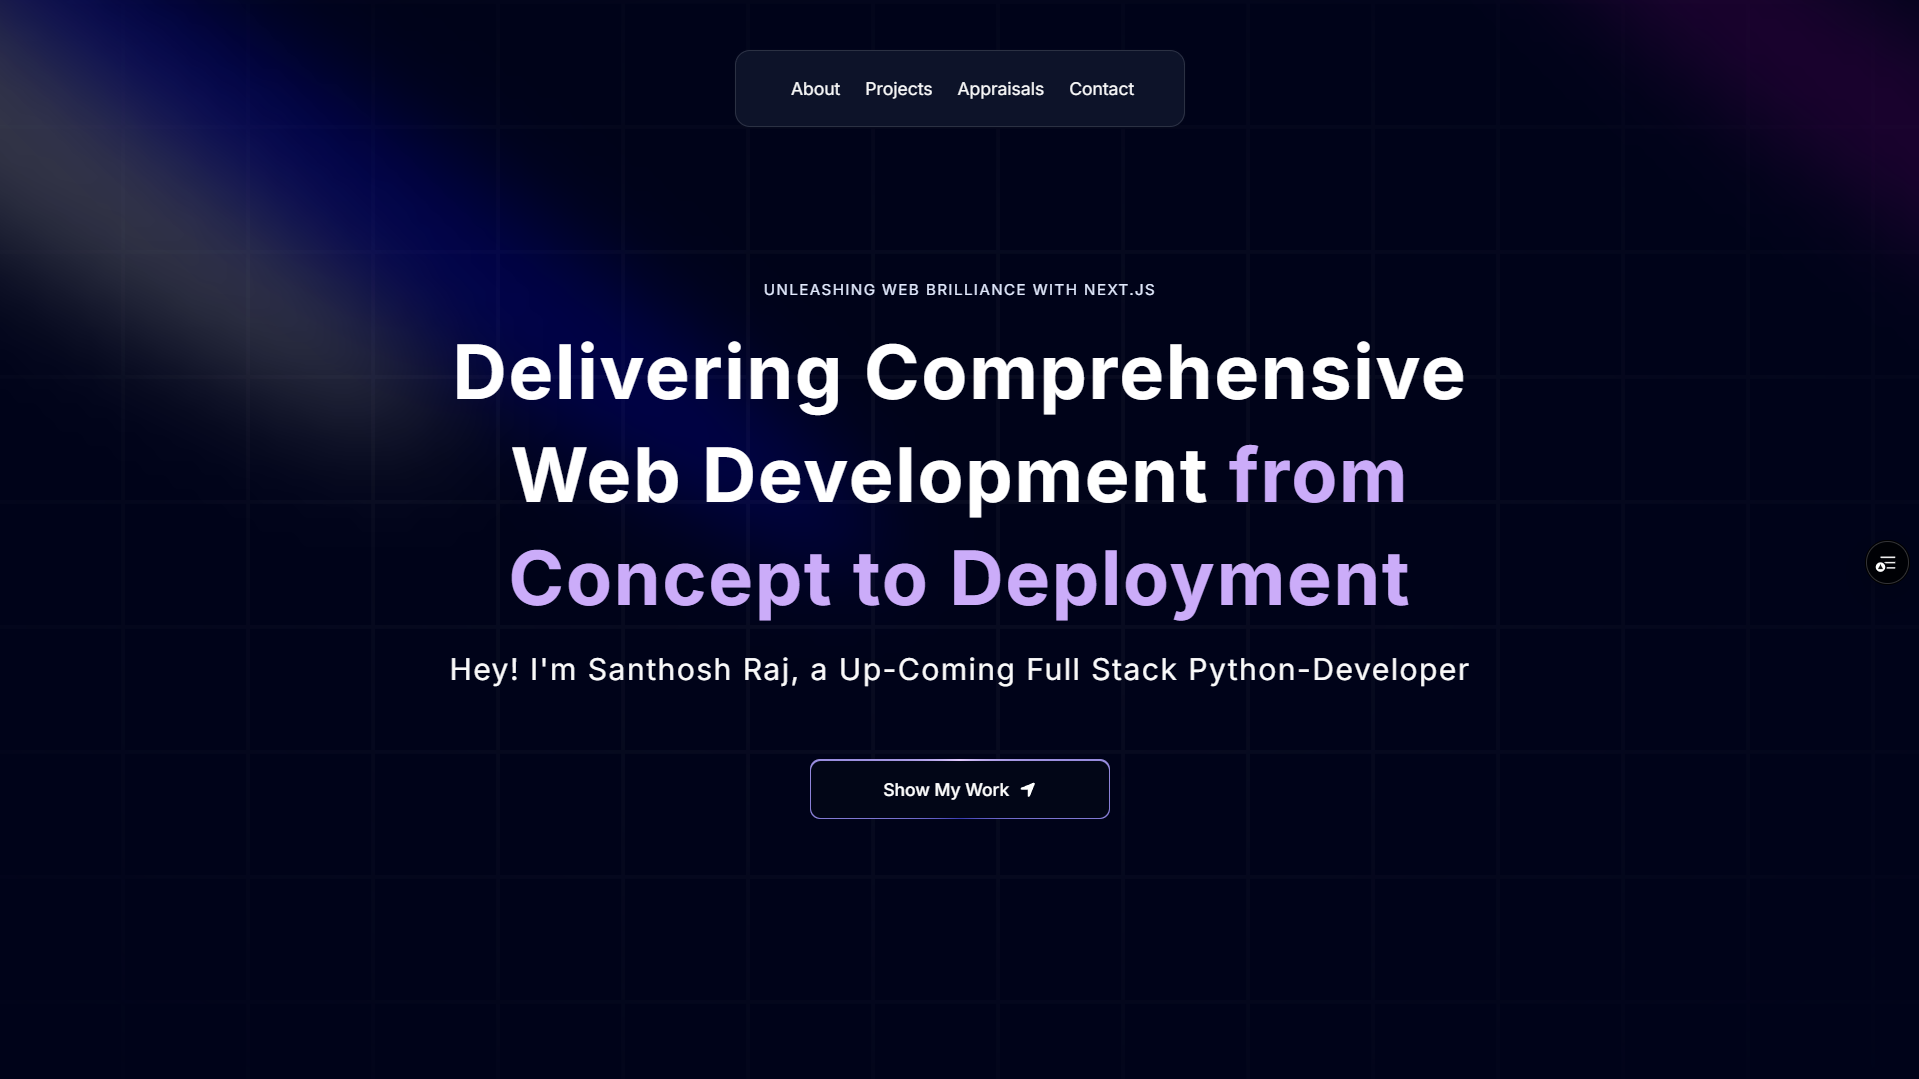 About Projects Appraisals Contact
UNLEASHING WEB BRILLIANCE WITH NEXT.JS
Delivering Comprehensive
Web Development from
Concept to Deployment
Hey! I'm Santhosh Raj, a Up-Coming Full Stack Python-Developer
Show My Work